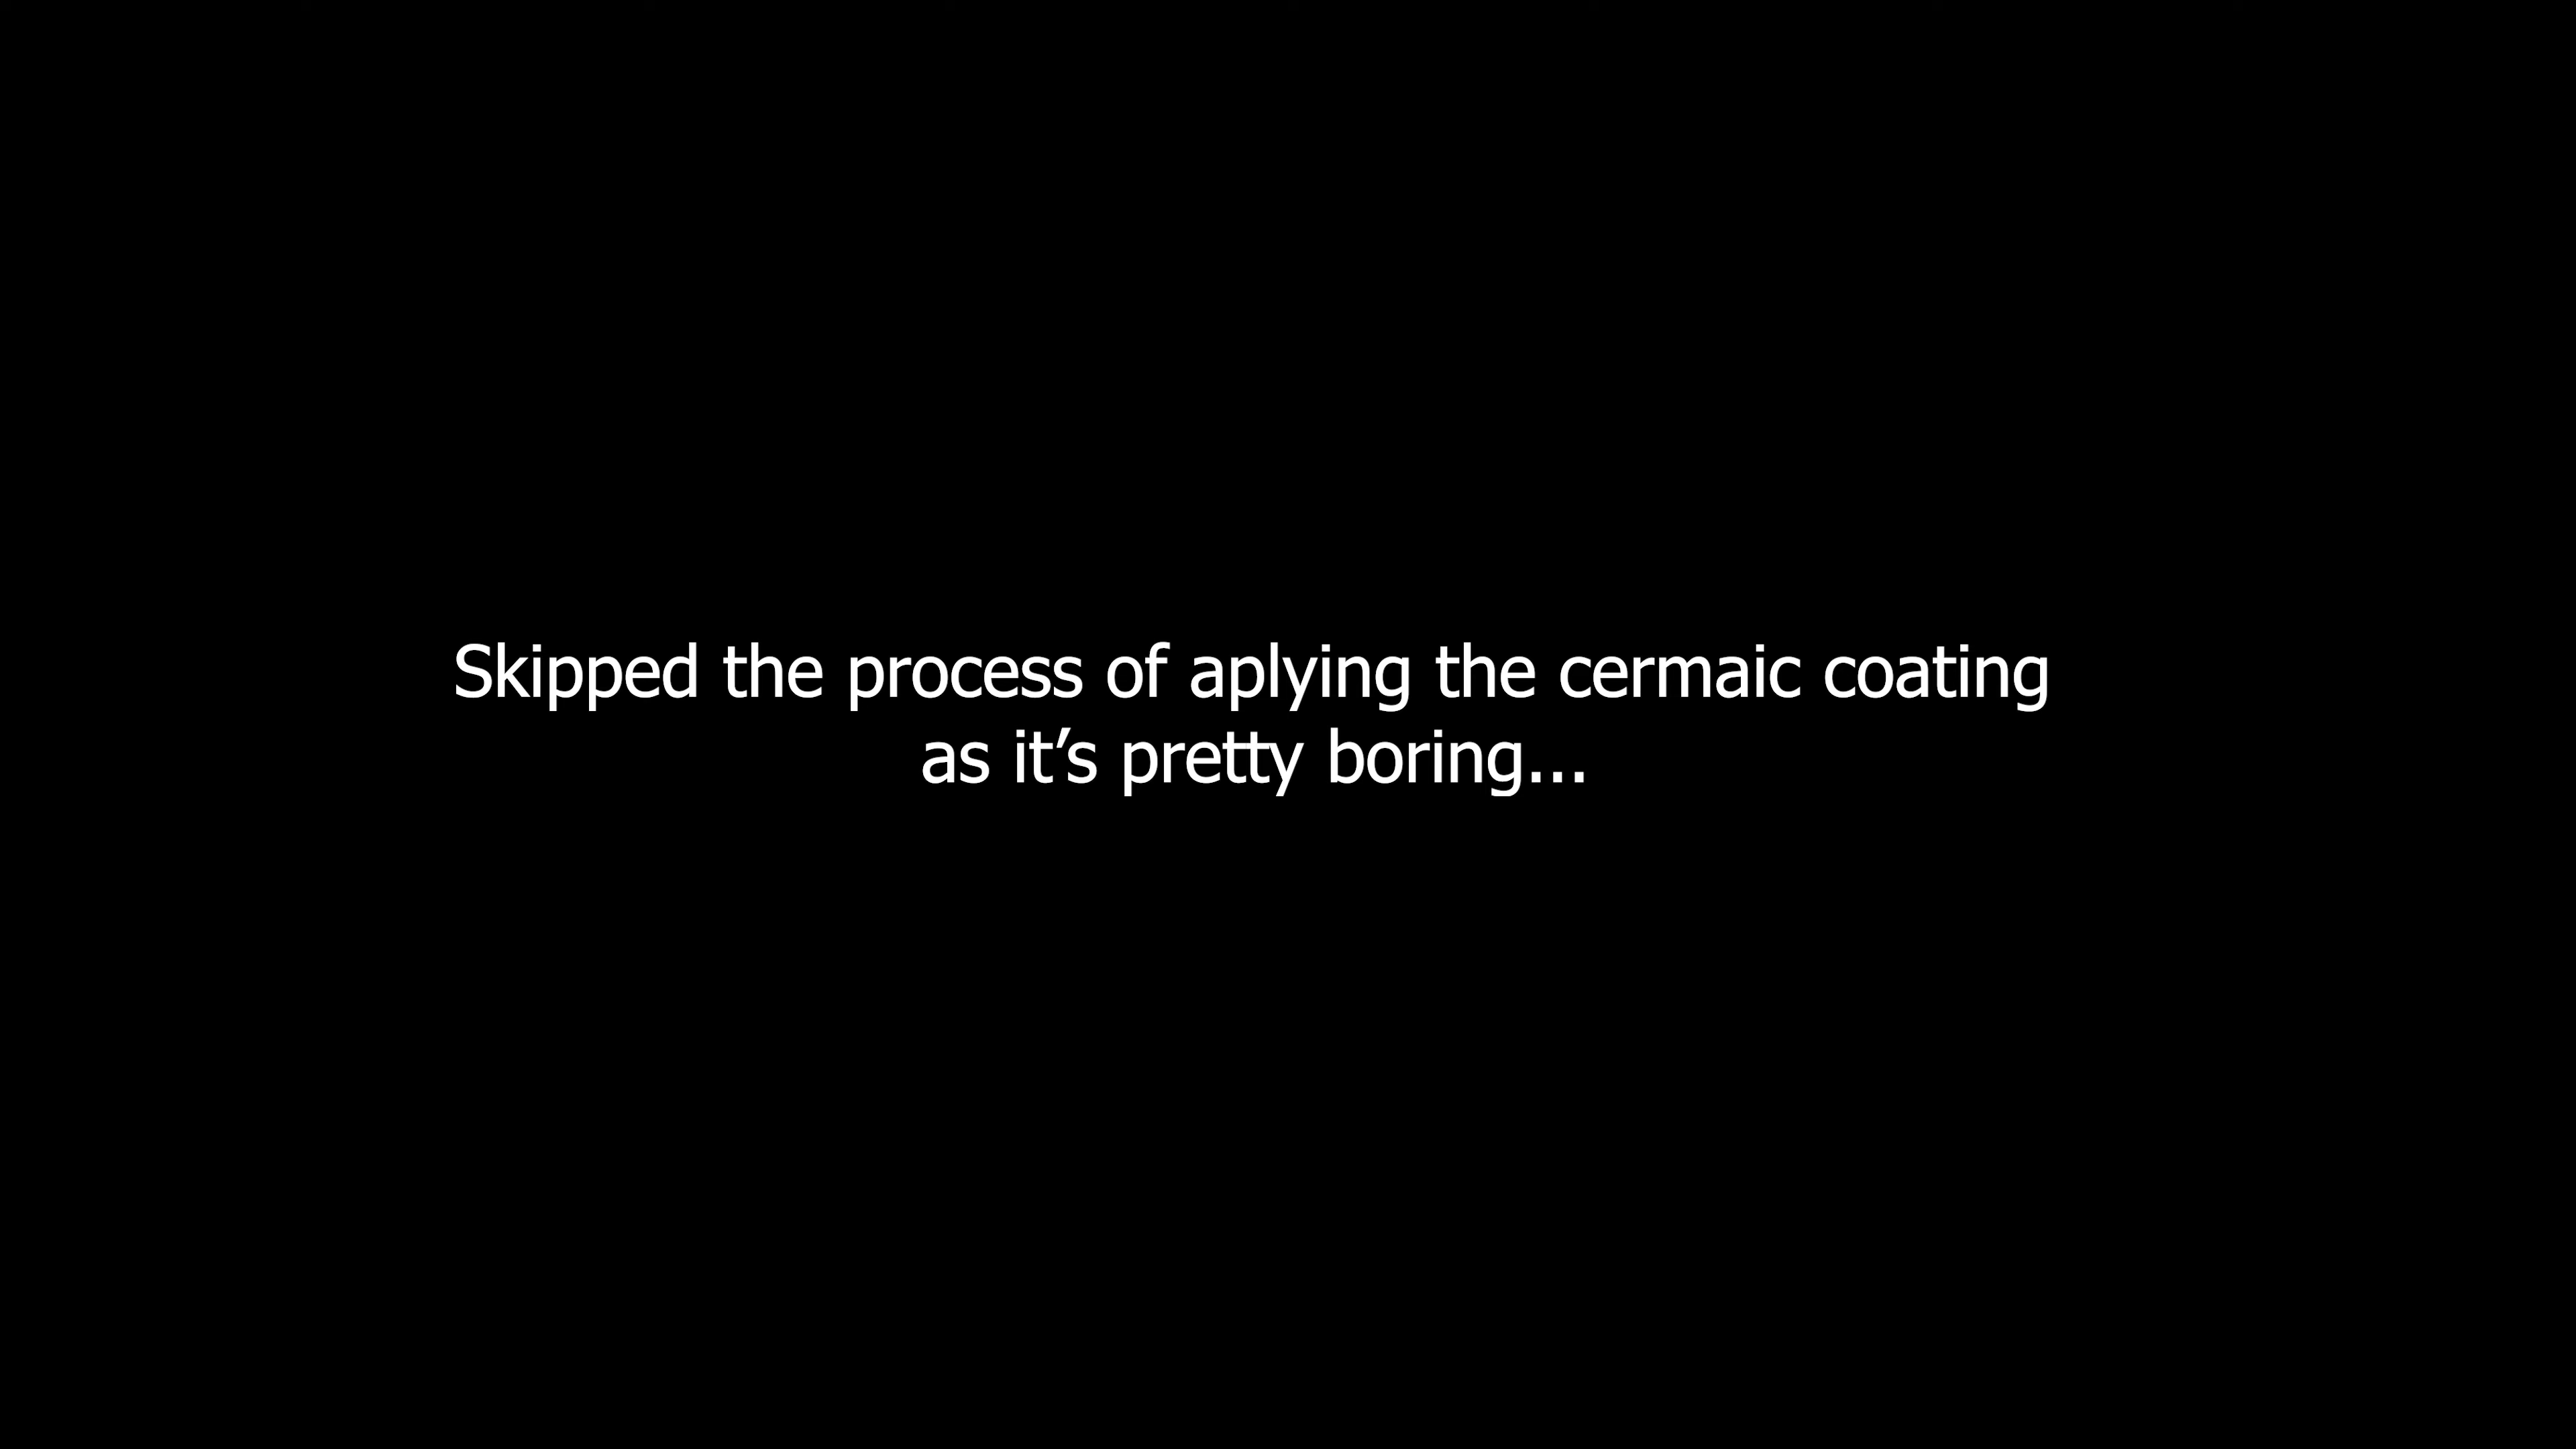 Skipped the process of aplying the cermaic coating
as it’s pretty boring...